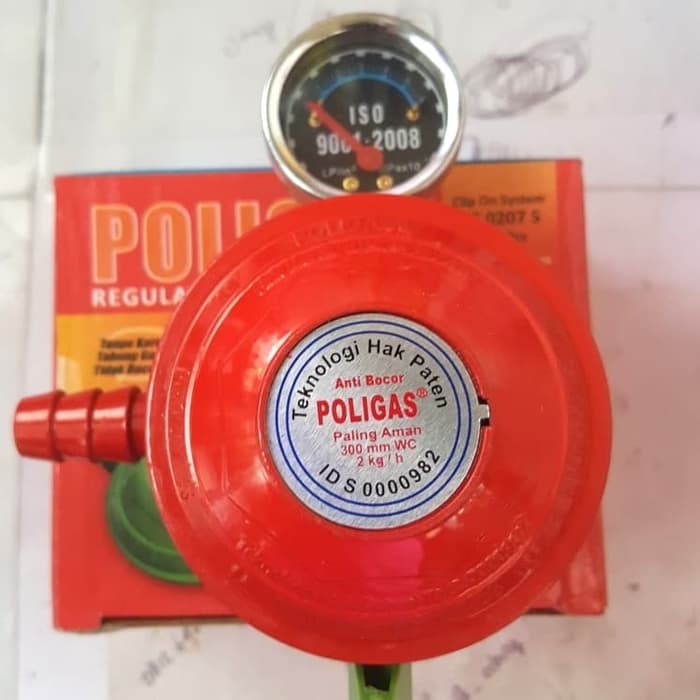 ISO
9001:2008
POLI
REGULA
Clip On System
0207 S
Teknologi Hak Paten
Anti Bocor
POLIGAS®
Paling Aman
300 mm WC
2 kg / h
ID S 0000982